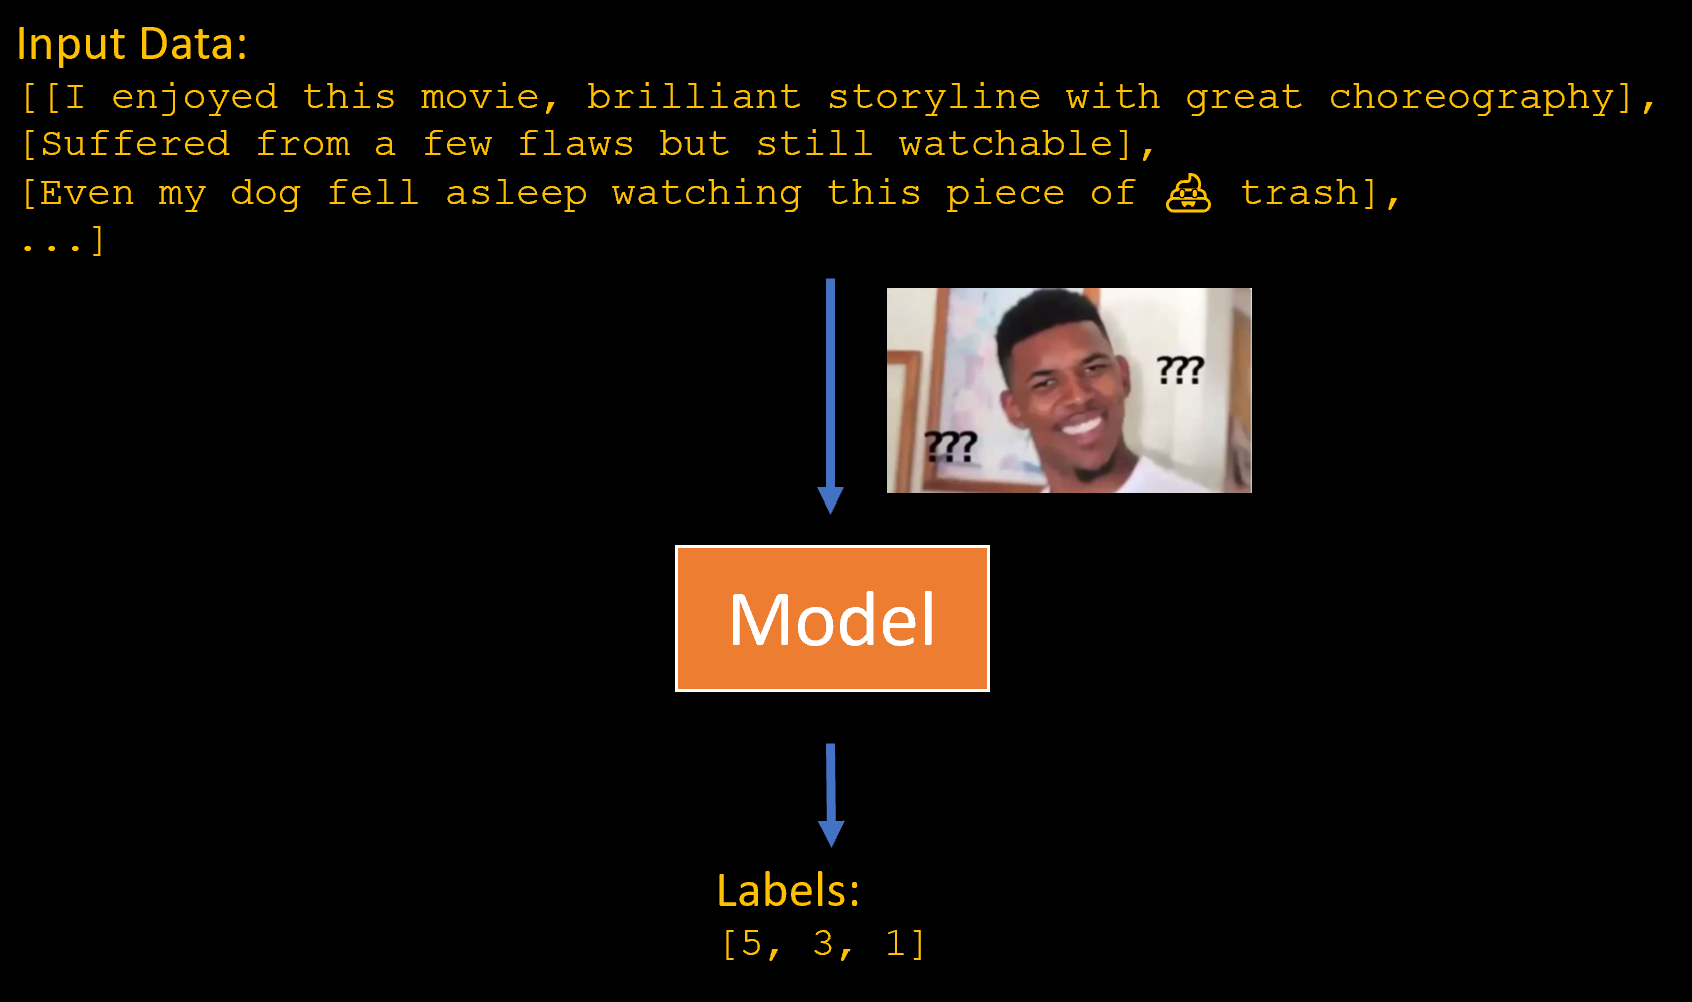 Input Data:
[[I enjoyed this movie, brilliant storyline with great choreography],
[Suffered from a few flaws but still watchable],
[Even my dog fell asleep watching this piece of 💩 trash],
...]
???
???
Model
Labels:
[5, 3, 1]